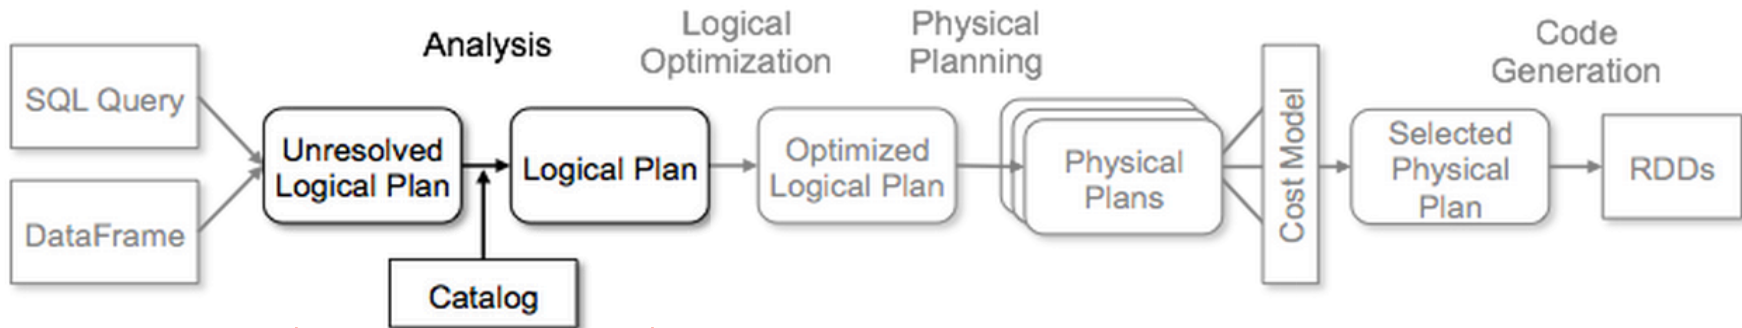 SQL Query
DataFrame
Analysis
Unresolved
Logical Plan
Catalog
Logical Plan
Logical
Optimization
Optimized
Logical Plan
Physical
Planning
Physical
Plans
Cost Model
Selected
Physical
Plan
Code
Generation
RDDs